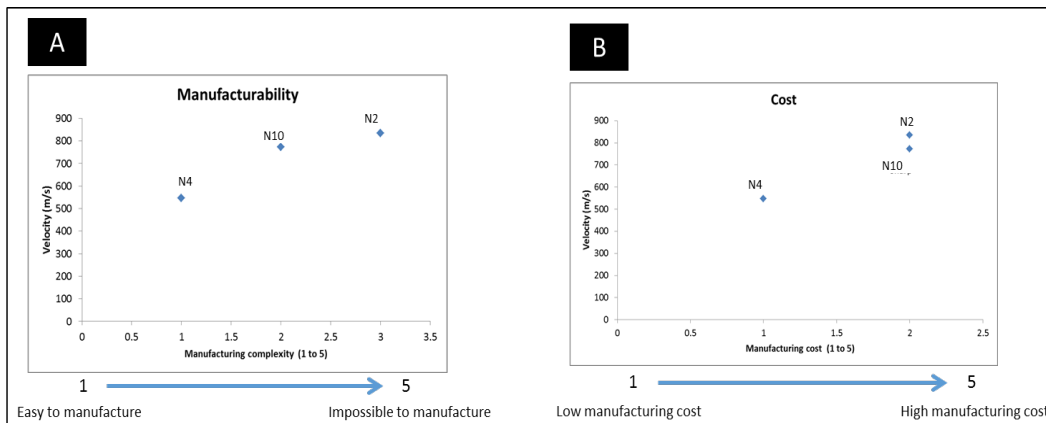 A
Manufacturability
900
800
700
600
500
400
300
200
100
0
Velocity (m/s)
N4
N10
N2
0 0.5 1 1.5 2 2.5 3 3.5
Manufacturing complexity (1 to 5)
1 5
Easy to manufacture Impossible to manufacture
B
Cost
900
800
700
600
500
400
300
200
100
0
Velocity (m/s)
N2
N10
N4
0 0.5 1 1.5 2 2.5
Manufacturing cost (1 to 5)
1 5
Low manufacturing cost High manufacturing cost